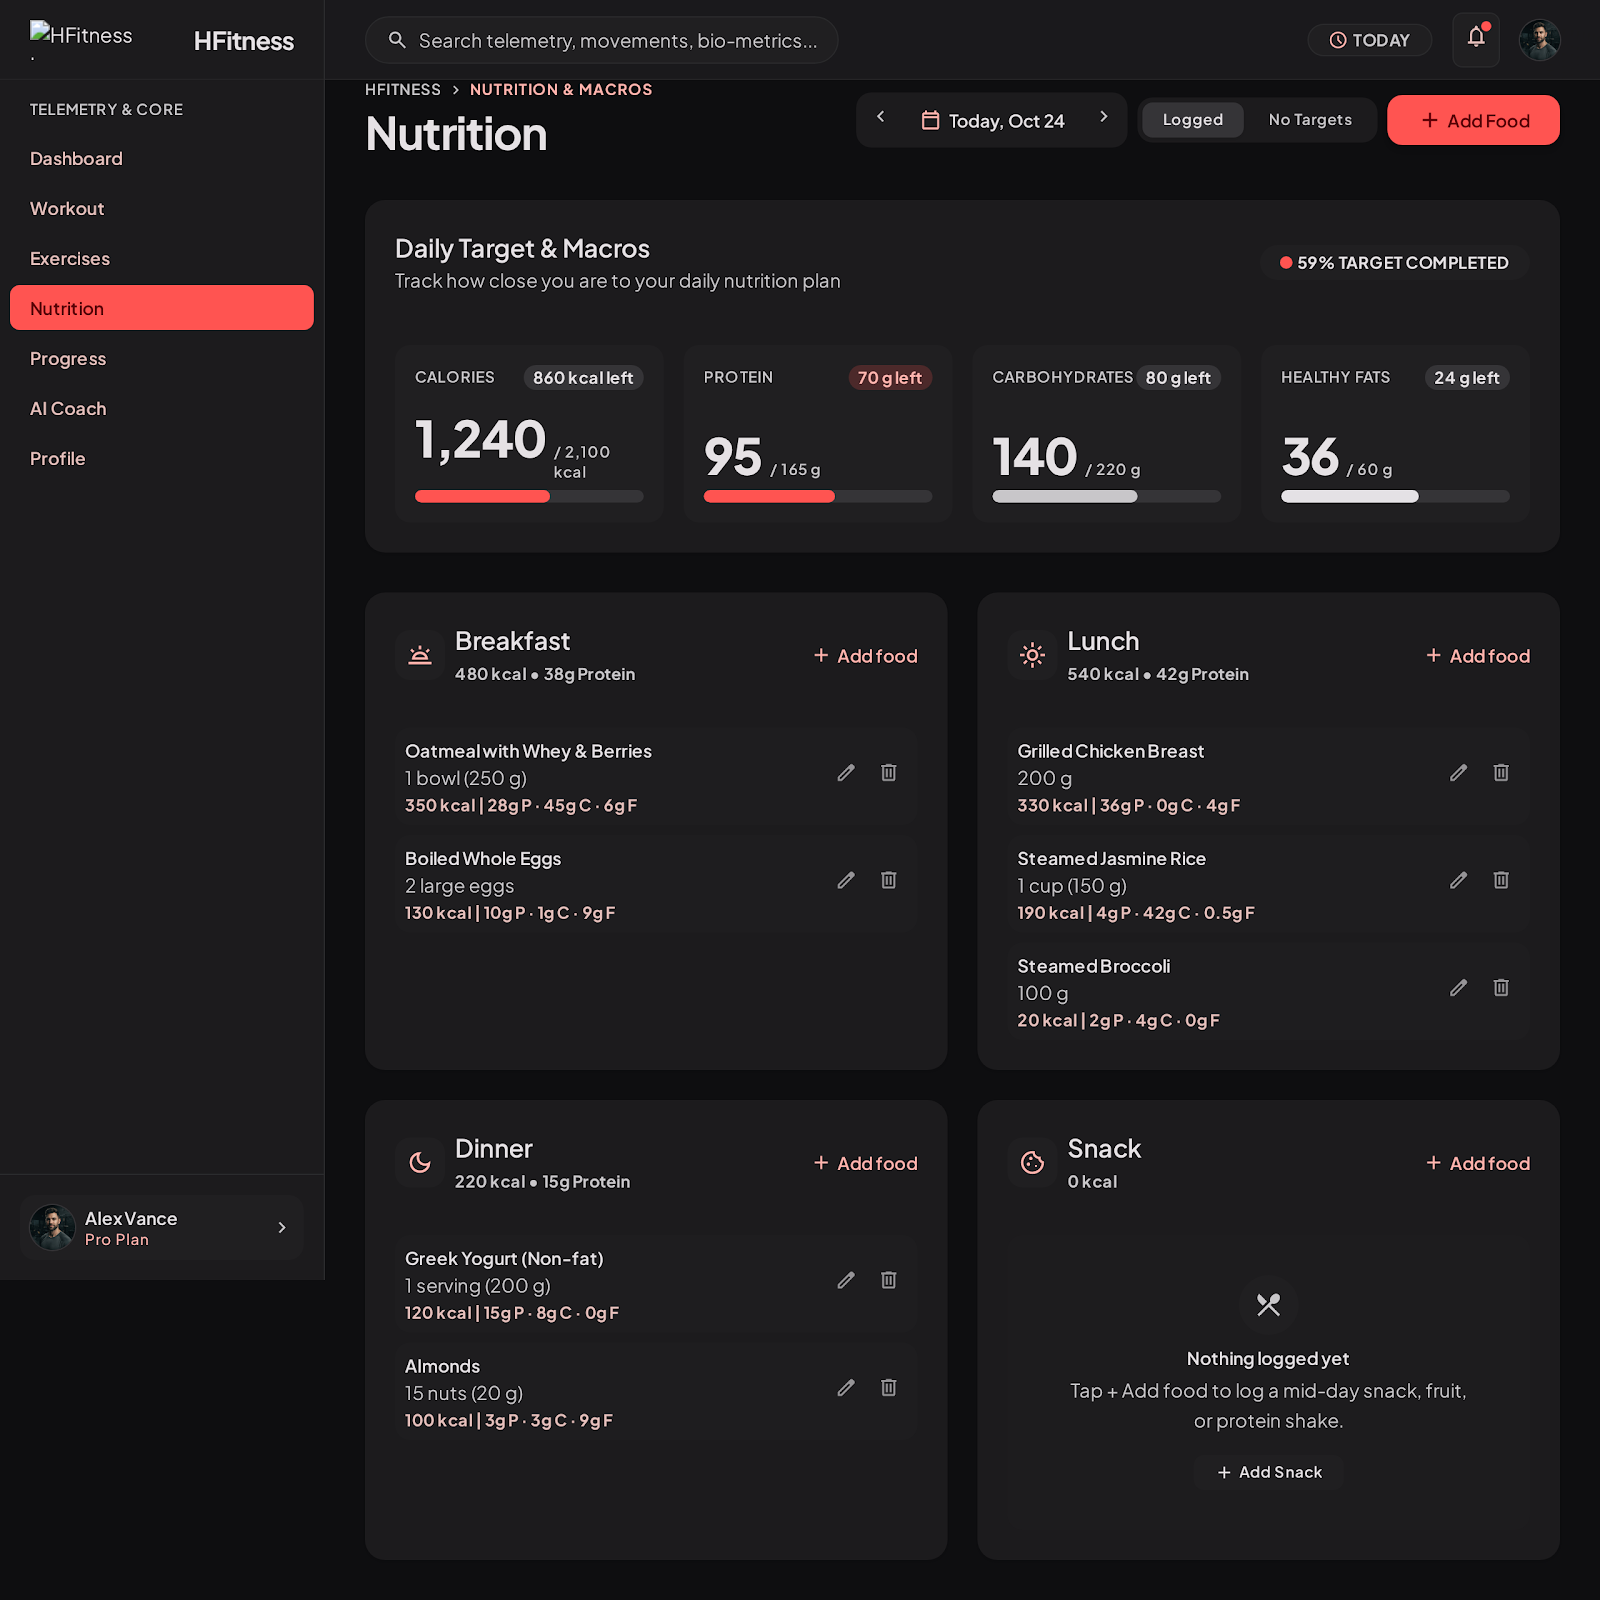 HFitness
.
HFitness
Search telemetry, movements, bio-metrics...
TODAY
TELEMETRY & CORE
Dashboard
Workout
Exercises
Nutrition
Progress
AI Coach
Profile
Alex Vance
Pro Plan
HFITNESS > NUTRITION & MACROS
Nutrition
Today, Oct 24
Logged
No Targets
+ Add Food
Daily Target & Macros
Track how close you are to your daily nutrition plan
59% TARGET COMPLETED
CALORIES
860 kcal left
1,240 / 2,100
kcal
PROTEIN
70 g left
95 / 165 g
CARBOHYDRATES
80 g left
140 / 220 g
HEALTHY FATS
24 g left
36 / 60 g
Breakfast
480 kcal • 38g Protein
+ Add food
Oatmeal with Whey & Berries
1 bowl (250 g)
350 kcal | 28g P · 45g C · 6g F
Boiled Whole Eggs
2 large eggs
130 kcal | 10g P · 1g C · 9g F
Lunch
540 kcal • 42g Protein
+ Add food
Grilled Chicken Breast
200 g
330 kcal | 36g P · 0g C · 4g F
Steamed Jasmine Rice
1 cup (150 g)
190 kcal | 4g P · 42g C · 0.5g F
Steamed Broccoli
100 g
20 kcal | 2g P · 4g C · 0g F
Dinner
220 kcal • 15g Protein
+ Add food
Greek Yogurt (Non-fat)
1 serving (200 g)
120 kcal | 15g P · 8g C · 0g F
Almonds
15 nuts (20 g)
100 kcal | 3g P · 3g C · 9g F
Snack
0 kcal
+ Add food
Nothing logged yet
Tap + Add food to log a mid-day snack, fruit,
or protein shake.
+ Add Snack